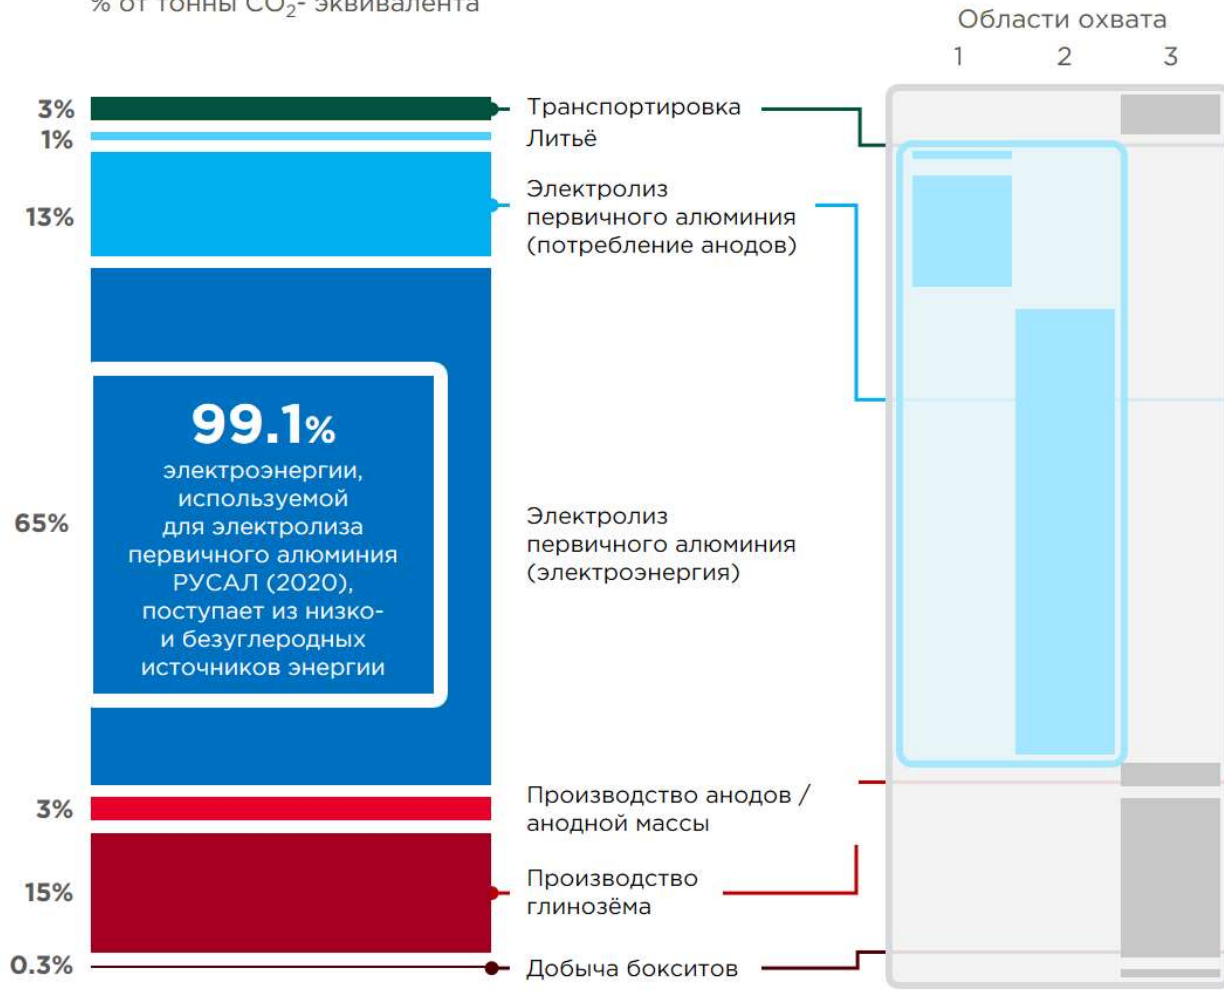 % от тонны CO₂- эквивалента
Области охвата
1 2 3
3%
Транспортировка
1%
Литьё
13%
Электролиз
первичного алюминия
(потребление анодов)
99.1%
электроэнергии,
используемой
для электролиза
первичного алюминия
РУСАЛ (2020),
поступает из низко-
и безуглеродных
источников энергии
65%
Электролиз
первичного алюминия
(электроэнергия)
3%
Производство анодов /
анодной массы
15%
Производство
глинозёма
0.3%
Добыча бокситов